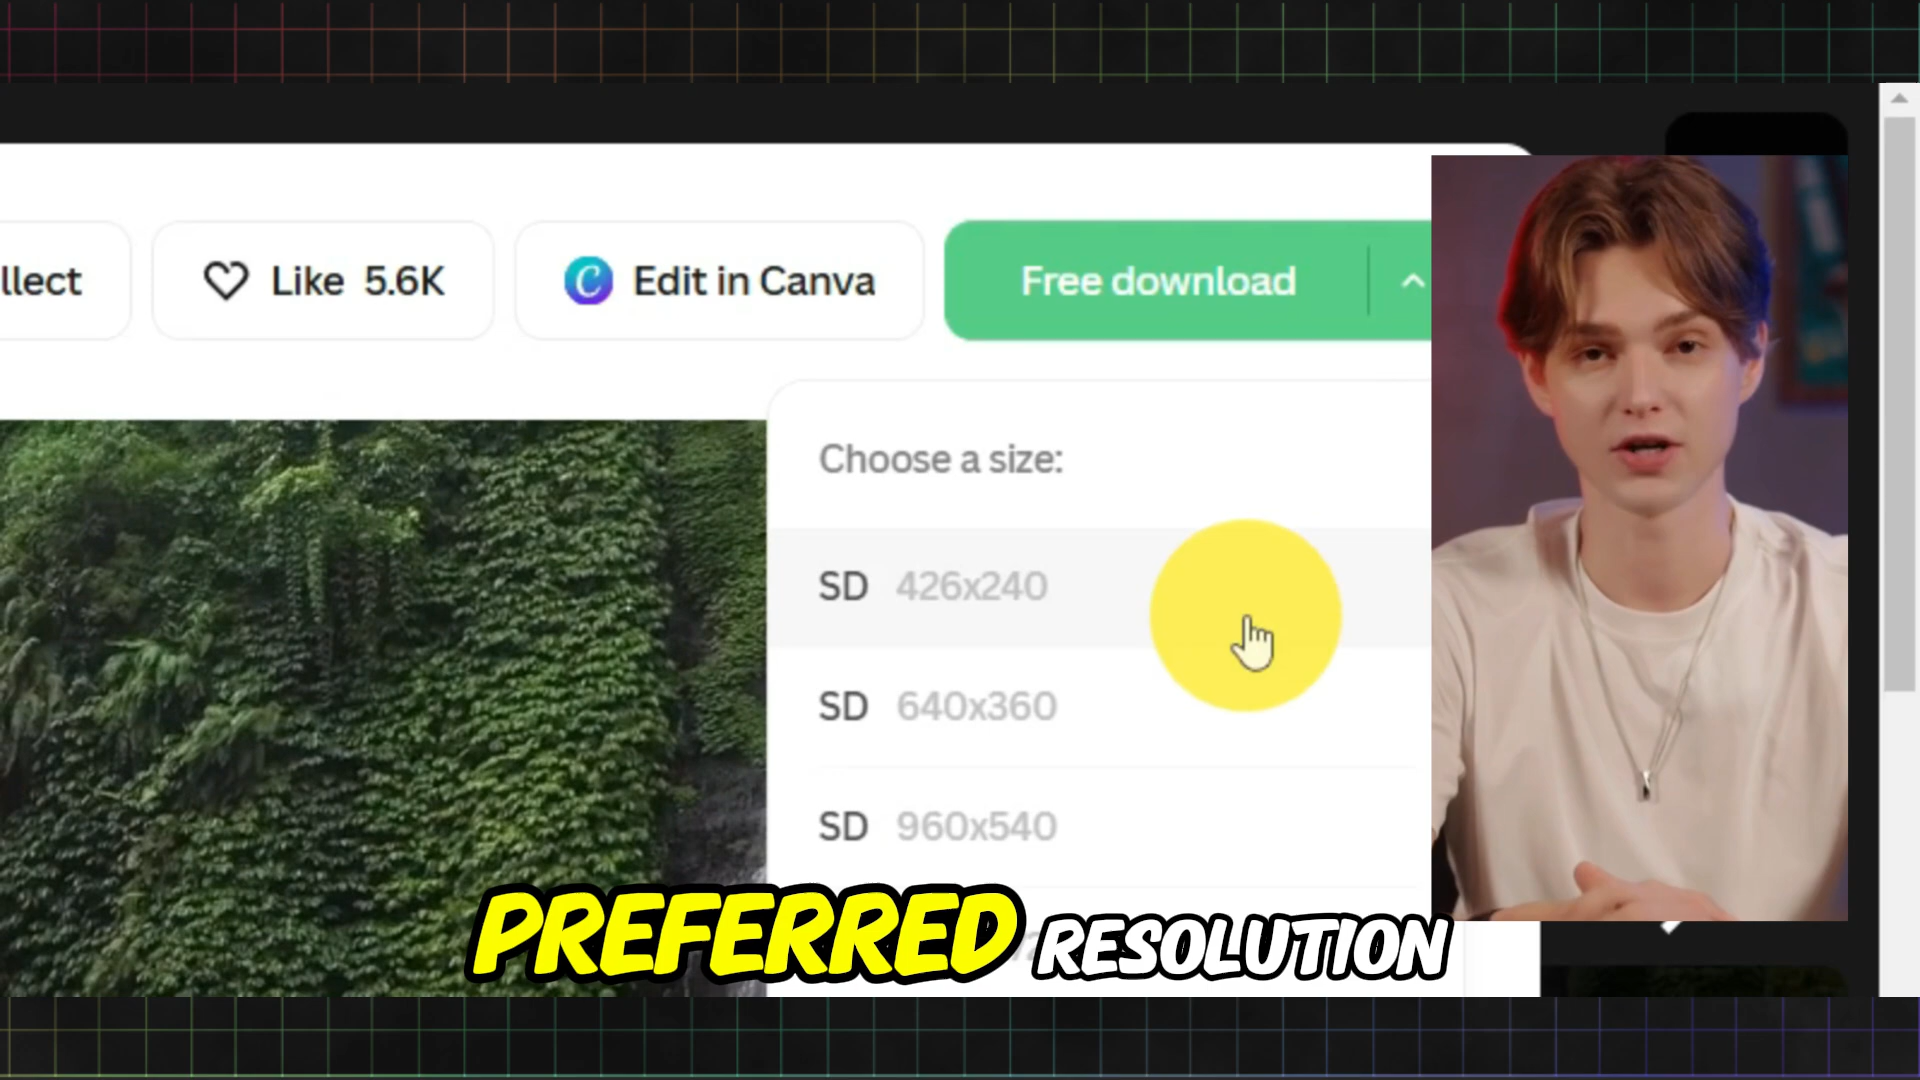 llect
Like 5.6K
Edit in Canva
Free download
Choose a size:
SD 426x240
SD 640x360
SD 960x540
PREFERRED RESOLUTION